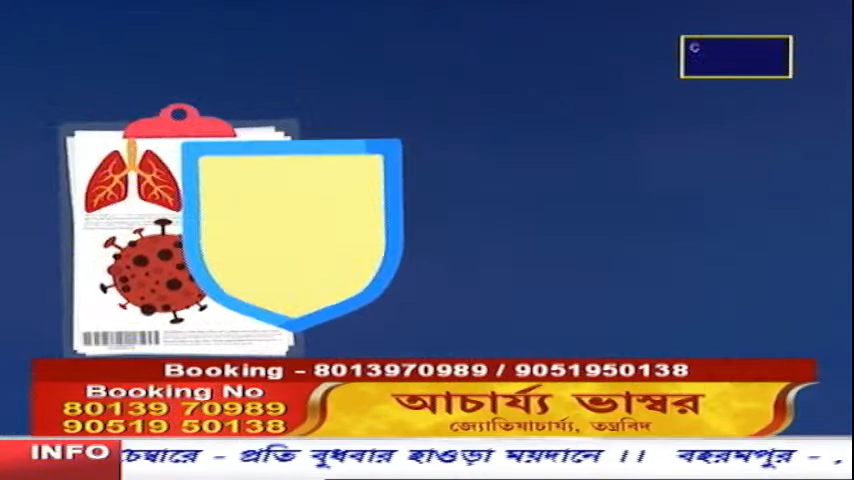 Booking - 8013970989 / 9051950138
Booking No
80139 70989
90519 50138
আচার্য্য ভাস্বর
জ্যোতিষাচার্য্য, তন্ত্রবিদ
INFO
চেম্বারে - প্রতি বুধবার হাওড়া ময়দানে ।। বহরমপুর - ,